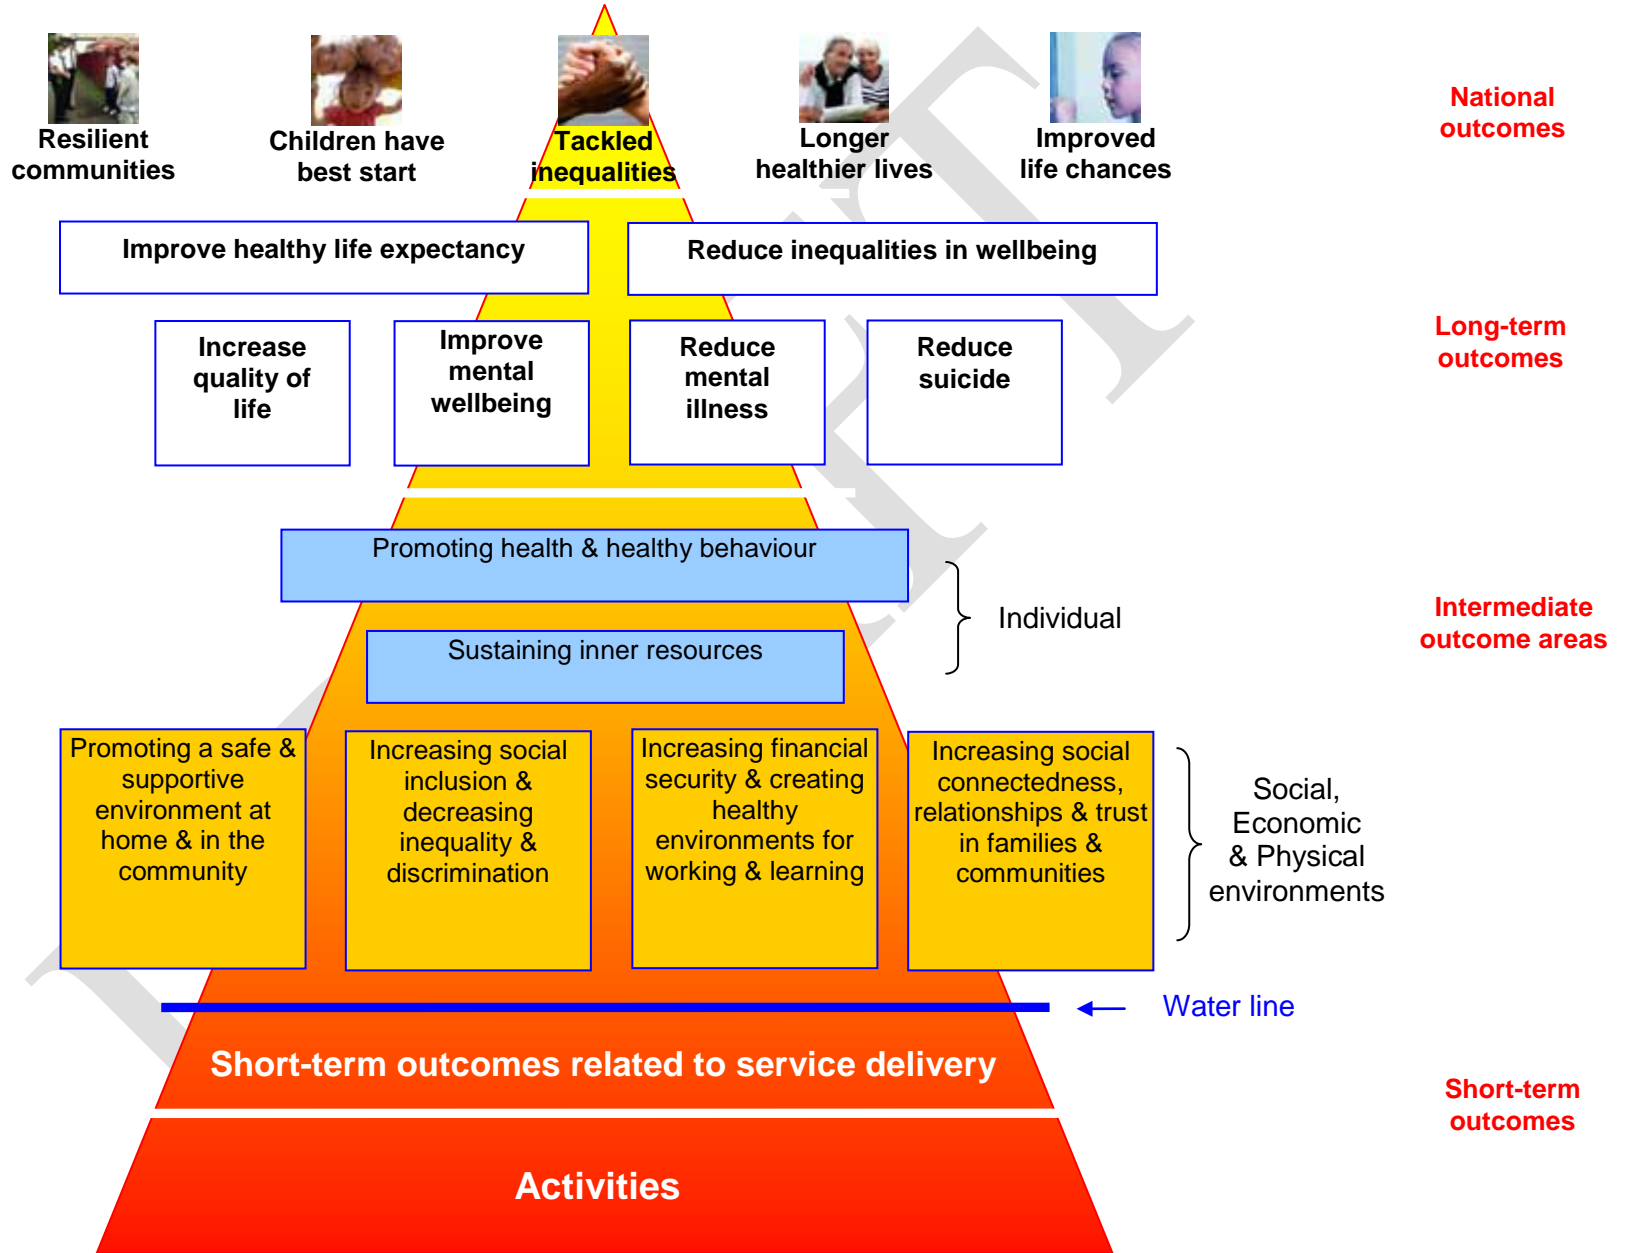 Resilient
communities
Children have
best start
Tackled
inequalities
Longer
healthier lives
Improved
life chances
National
outcomes
Improve healthy life expectancy
Reduce inequalities in wellbeing
Increase
quality of
life
Improve
mental
wellbeing
Reduce
mental
illness
Reduce
suicide
Long-term
outcomes
Promoting health & healthy behaviour
Sustaining inner resources
Individual
Intermediate
outcome areas
Promoting a safe &
supportive
environment at
home & in the
community
Increasing social
inclusion &
decreasing
inequality &
discrimination
Increasing financial
security & creating
healthy
environments for
working & learning
Increasing social
connectedness,
relationships & trust
in families &
communities
Social,
Economic
& Physical
environments
Water line
Short-term outcomes related to service delivery
Short-term
outcomes
Activities